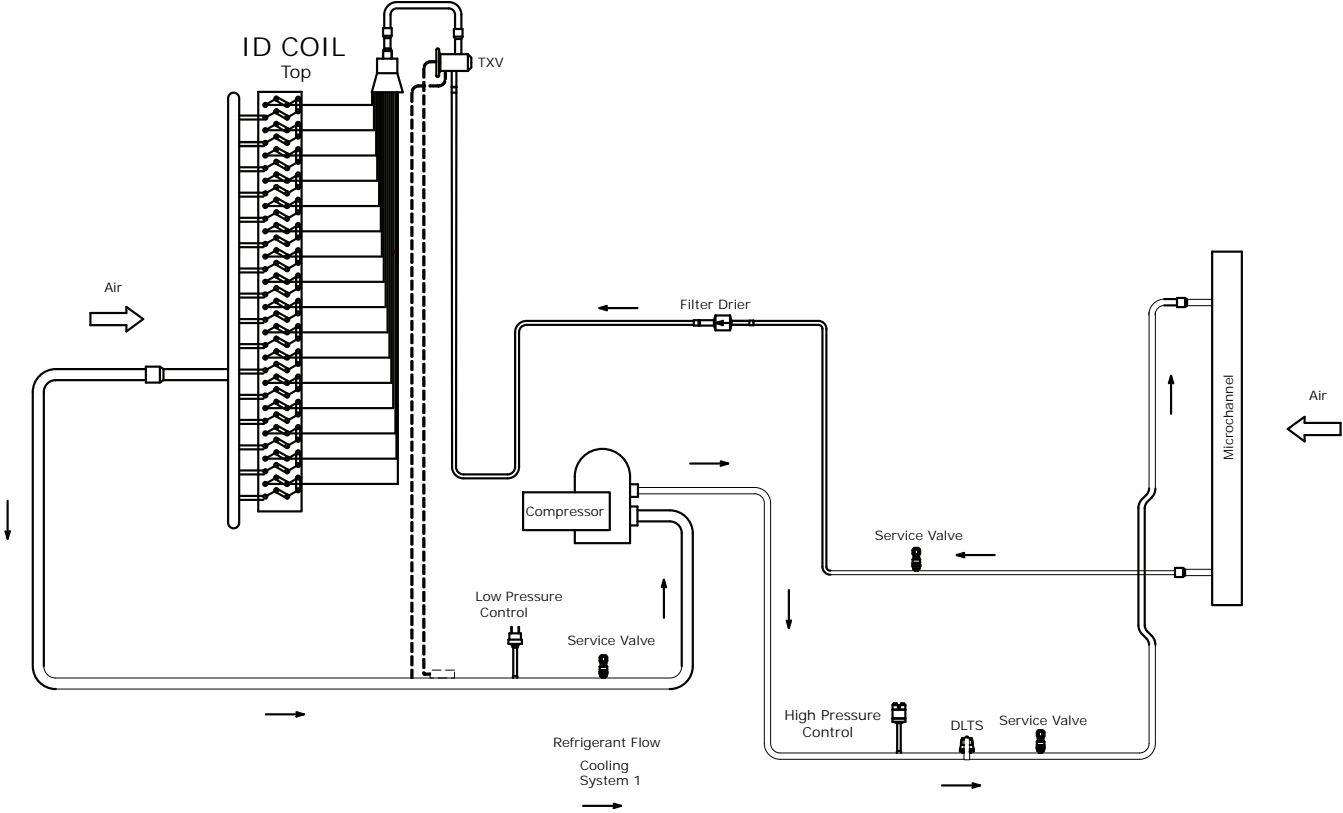 ID COIL
Top
TXV
Air
Filter Drier
Microchannel
Air
Compressor
Service Valve
Low Pressure
Control
Service Valve
High Pressure
Control
DLTS
Service Valve
Refrigerant Flow
Cooling
System 1